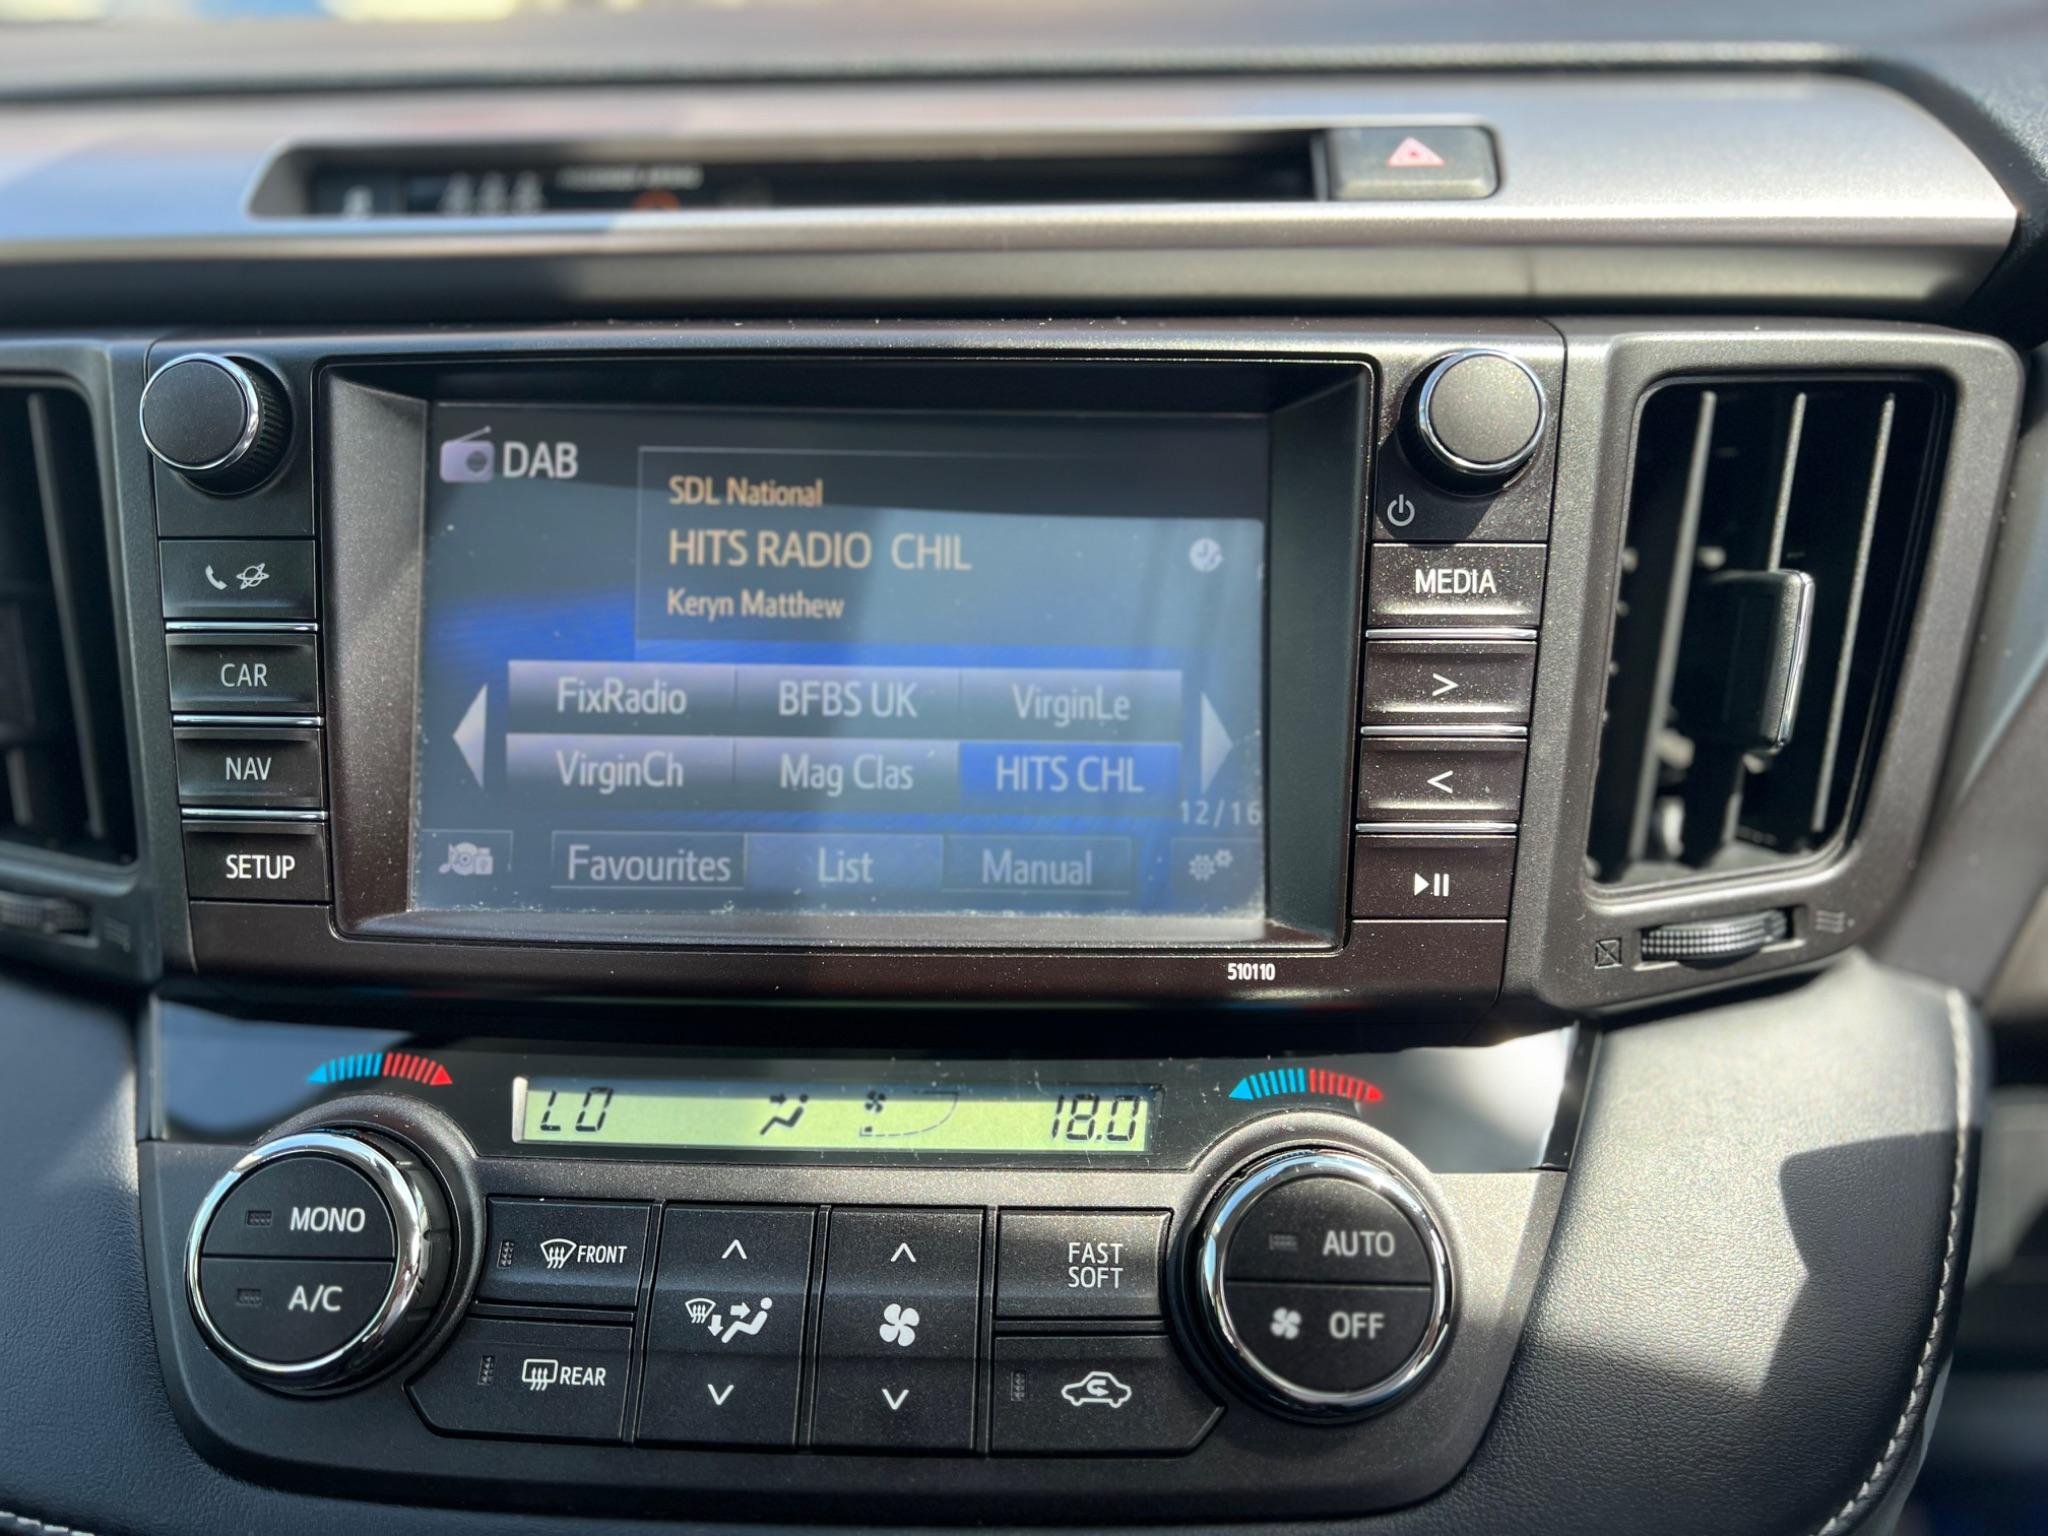 DAB
SDL National
HITS RADIO CHIL
Keryn Matthew
FixRadio BFBS UK VirginLe
VirginCh Mag Clas HITS CHL
12/16
Favourites List Manual
CAR
NAV
SETUP
MEDIA
>
<
510110
LO 18.0
MONO
A/C
FRONT
REAR
FAST
SOFT
AUTO
OFF